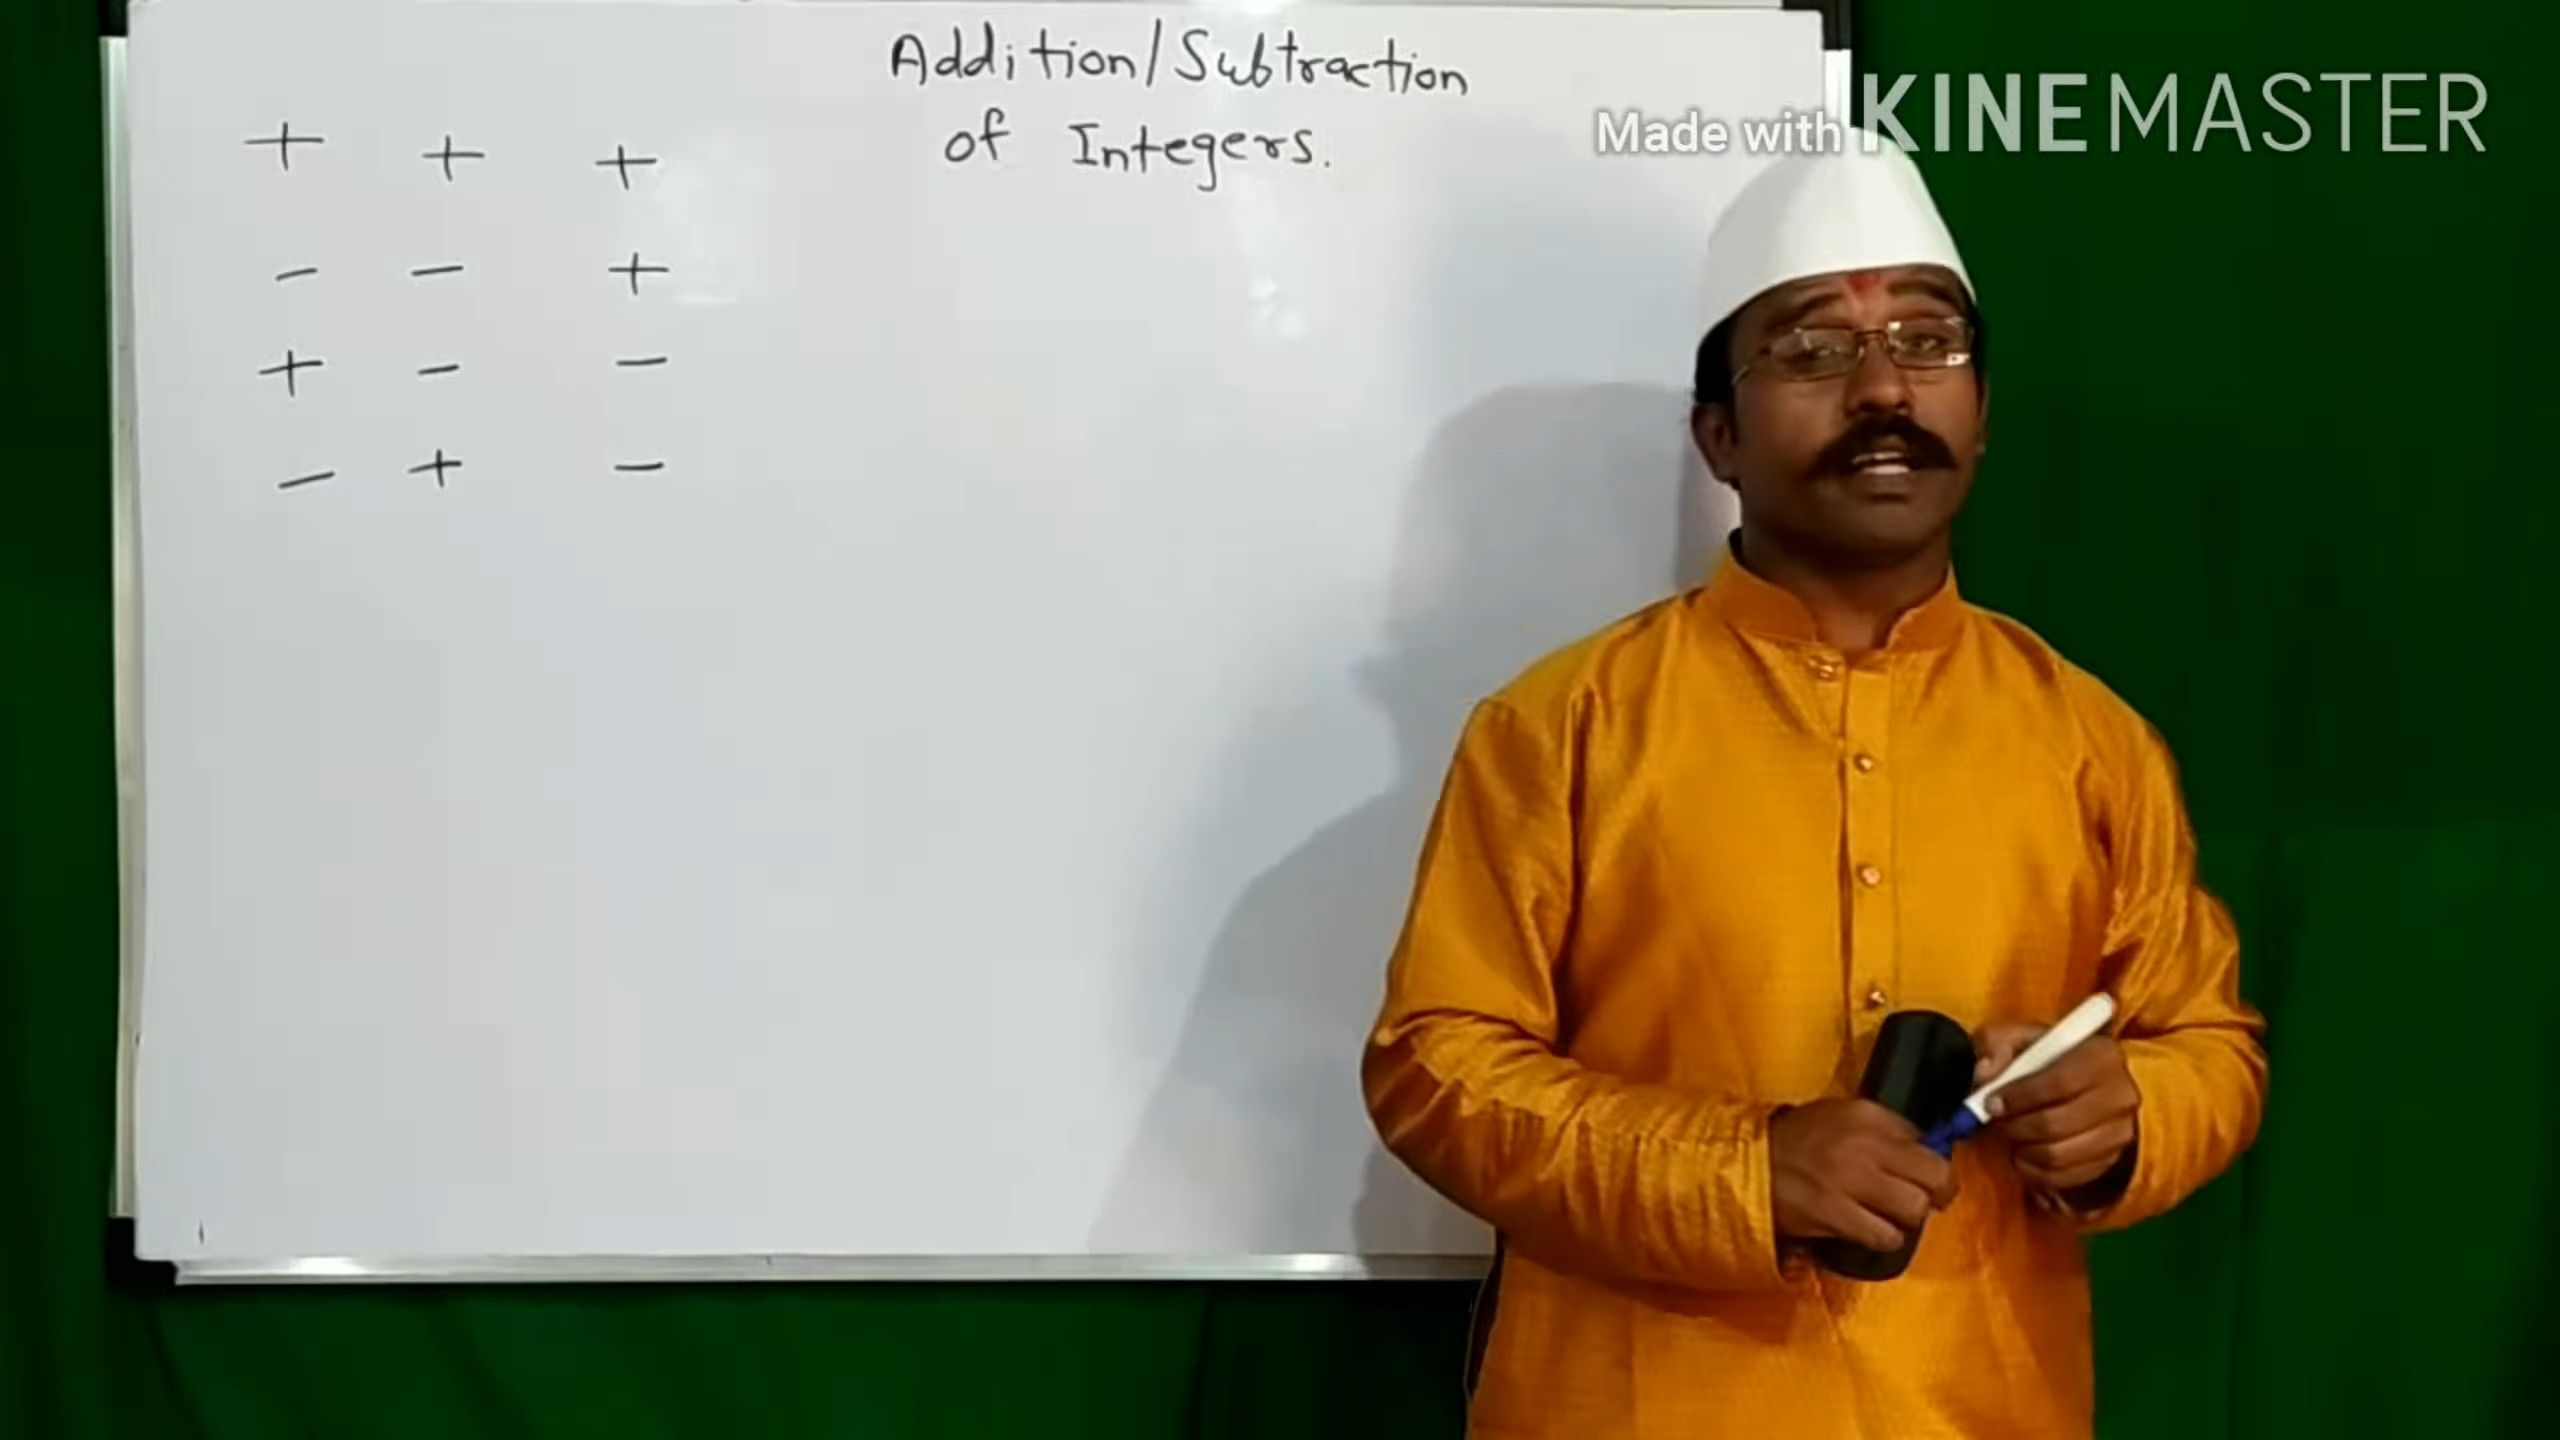 Addition/Subtraction
of Integers.
Made with KINEMASTER
+ + +
- - +
+ - -
- + -